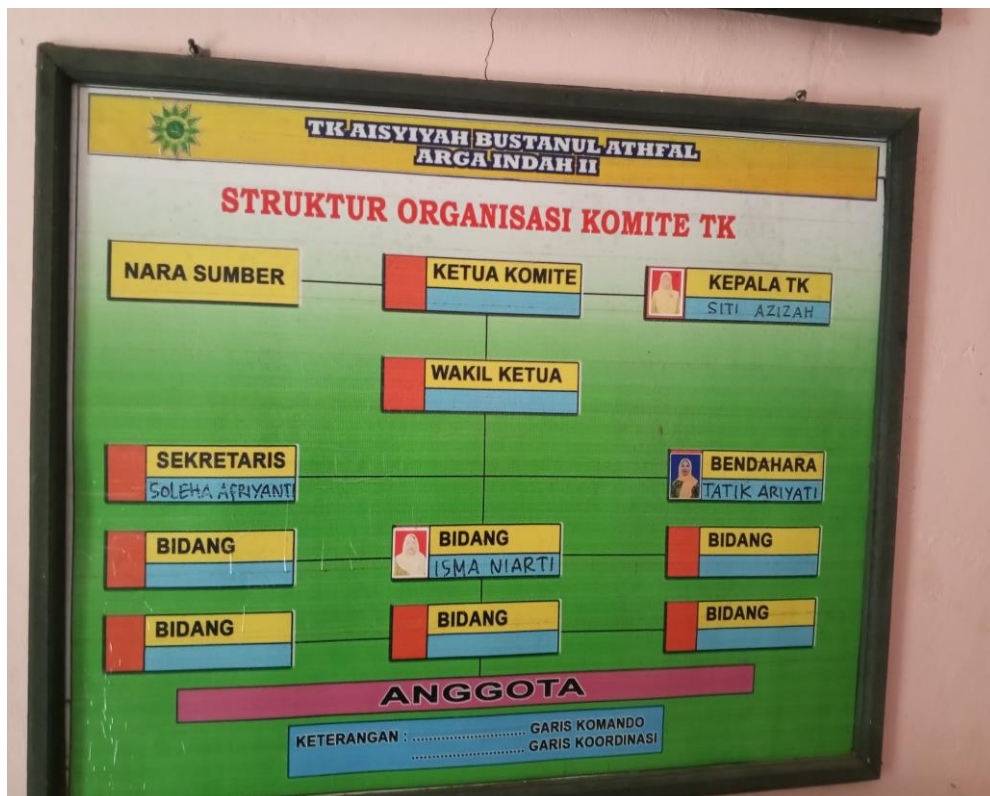 TK AISYIYAH BUSTANUL ATHFAL
ARGA INDAH II
STRUKTUR ORGANISASI KOMITE TK
NARA SUMBER
KETUA KOMITE
KEPALA TK
SITI AZIZAH
WAKIL KETUA
SEKRETARIS
SOLEHA AFRIYANTI
BENDAHARA
TATIK ARIYATI
BIDANG
BIDANG
ISMA NIARTI
BIDANG
BIDANG
BIDANG
BIDANG
ANGGOTA
KETERANGAN : ............................ GARIS KOMANDO
............................ GARIS KOORDINASI